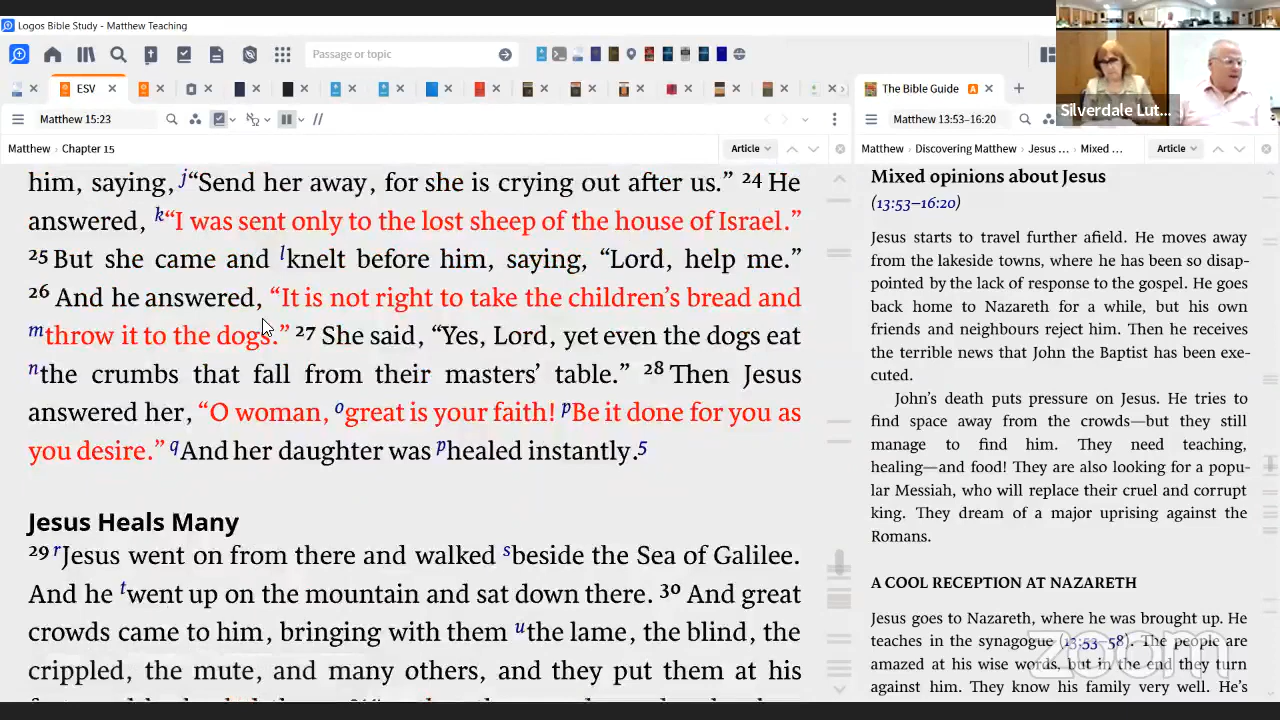 Logos Bible Study - Matthew Teaching
Passage or topic
ESV
The Bible Guide A
Silverdale Lut...
Matthew 15:23
Matthew 13:53–16:20
Matthew › Chapter 15
Article
Matthew › Discovering Matthew › Jesus ... › Mixed ...
Article
him, saying, j“Send her away, for she is crying out after us.” 24 He
answered, k“I was sent only to the lost sheep of the house of Israel.”
25 But she came and lknelt before him, saying, “Lord, help me.”
26 And he answered, “It is not right to take the children’s bread and
mthrow it to the dogs.” 27 She said, “Yes, Lord, yet even the dogs eat
nthe crumbs that fall from their masters’ table.” 28 Then Jesus
answered her, “O woman, ogreat is your faith! pBe it done for you as
you desire.” qAnd her daughter was phealed instantly.5
Jesus Heals Many
29 rJesus went on from there and walked sbeside the Sea of Galilee.
And he twent up on the mountain and sat down there. 30 And great
crowds came to him, bringing with them uthe lame, the blind, the
crippled, the mute, and many others, and they put them at his
Mixed opinions about Jesus
(13:53–16:20)
Jesus starts to travel further afield. He moves away
from the lakeside towns, where he has been so disap-
pointed by the lack of response to the gospel. He goes
back home to Nazareth for a while, but his own
friends and neighbours reject him. Then he receives
the terrible news that John the Baptist has been exe-
cuted.
John’s death puts pressure on Jesus. He tries to
find space away from the crowds—but they still
manage to find him. They need teaching,
healing—and food! They are also looking for a popu-
lar Messiah, who will replace their cruel and corrupt
king. They dream of a major uprising against the
Romans.
A COOL RECEPTION AT NAZARETH
Jesus goes to Nazareth, where he was brought up. He
teaches in the synagogue (13:53–58). The people are
amazed at his wise words, but in the end they turn
against him. They know his family very well. He’s
zoom